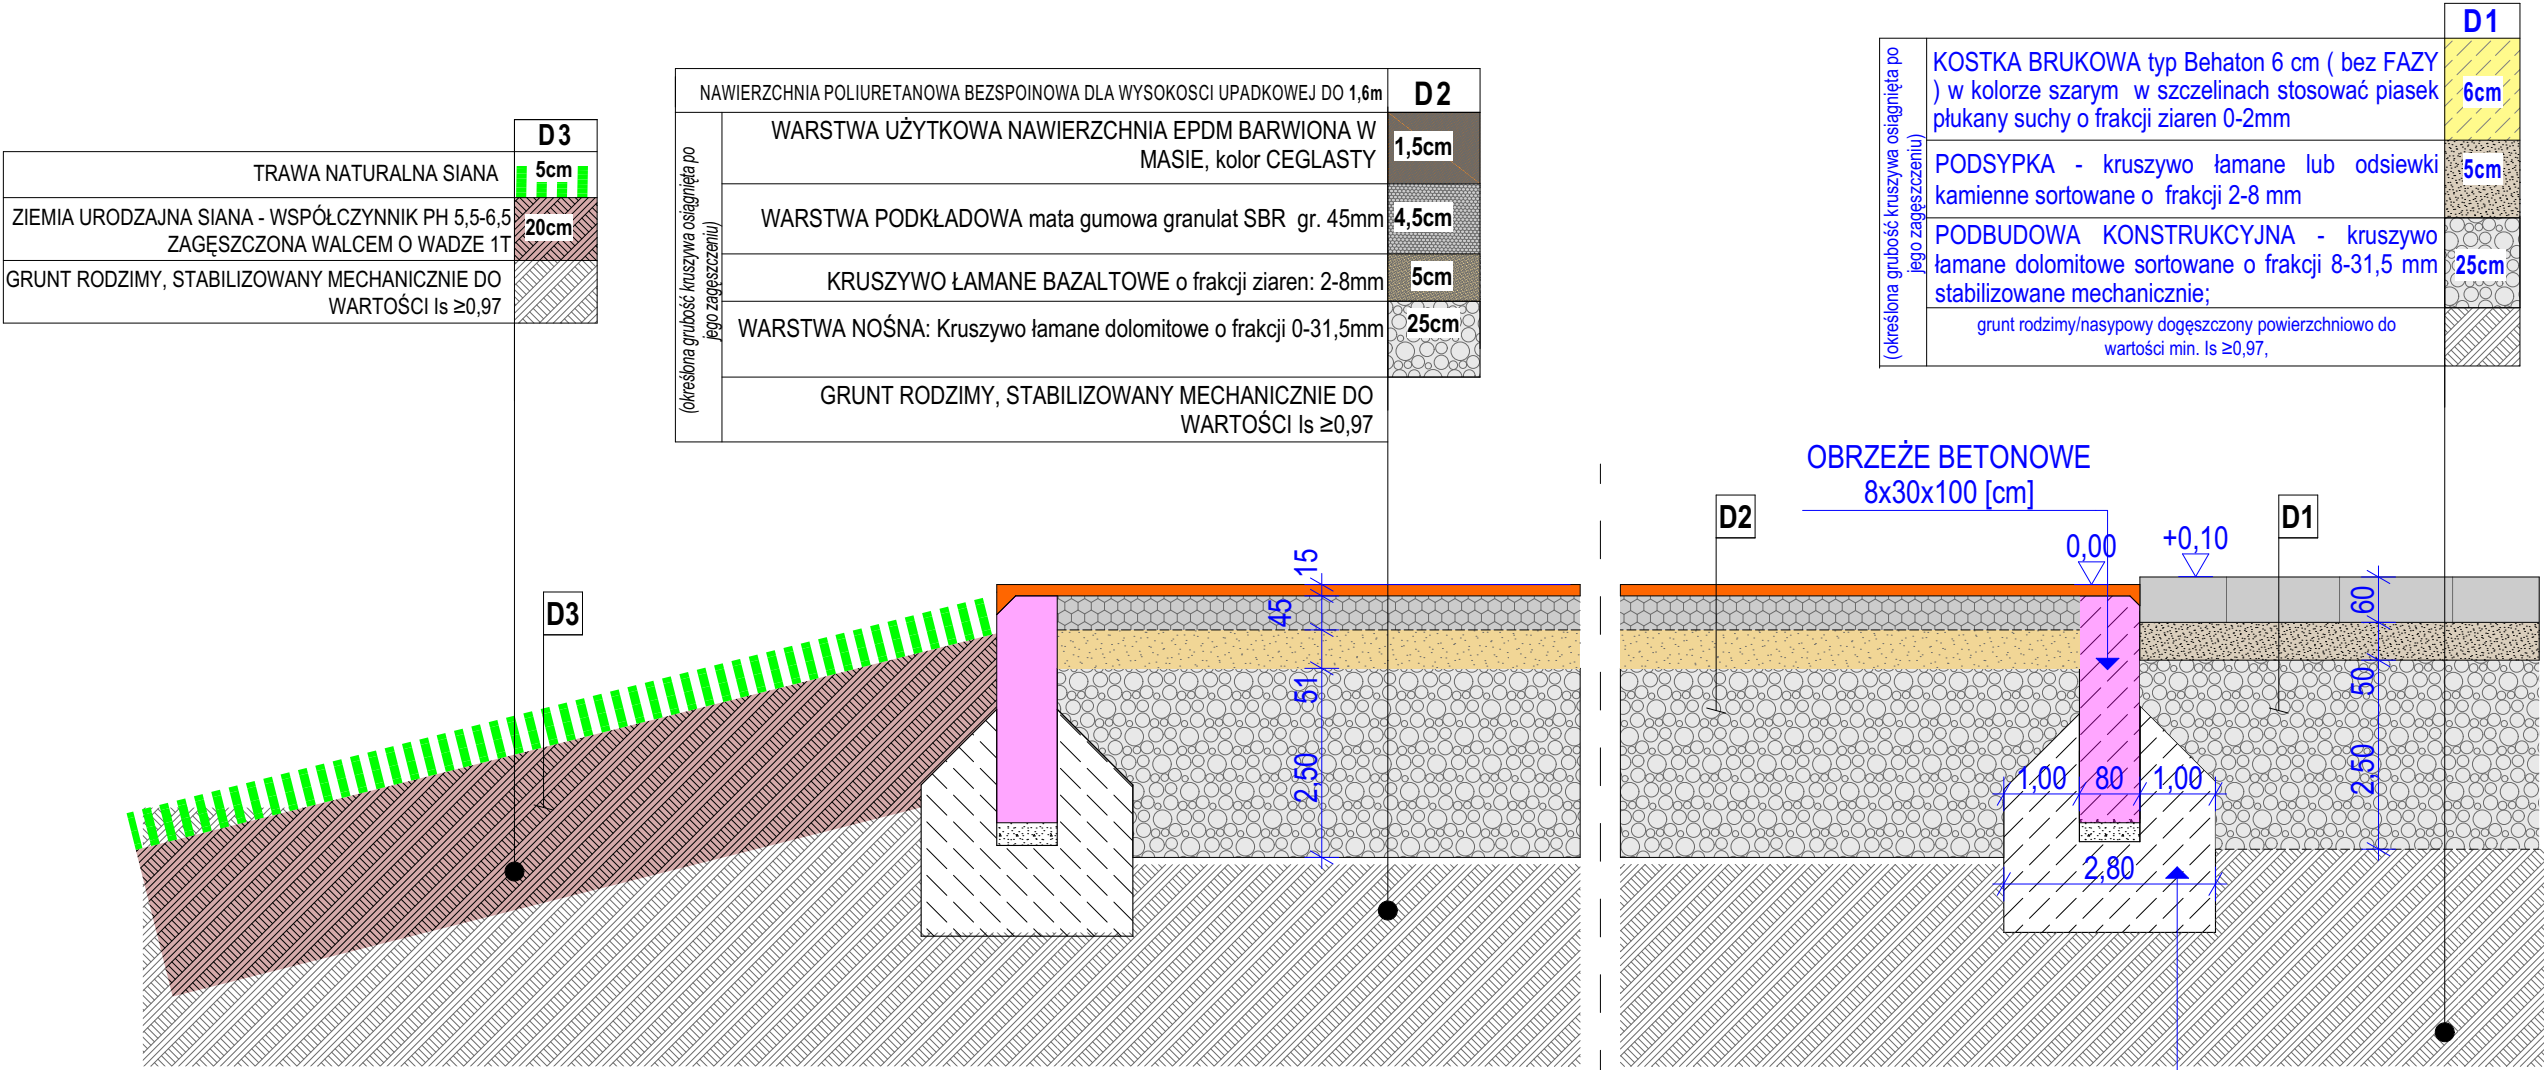 D3
TRAWA NATURALNA SIANA
5cm
ZIEMIA URODZAJNA SIANA - WSPÓŁCZYNNIK PH 5,5-6,5
ZAGĘSZCZONA WALCEM O WADZE 1T
20cm
GRUNT RODZIMY, STABILIZOWANY MECHANICZNIE DO
WARTOŚCI Is ≥0,97
NAWIERZCHNIA POLIURETANOWA BEZSPOINOWA DLA WYSOKOSCI UPADKOWEJ DO 1,6m
D2
(określona grubość kruszywa osiągnięta po
jego zagęszczeniu)
WARSTWA UŻYTKOWA NAWIERZCHNIA EPDM BARWIONA W
MASIE, kolor CEGLASTY
1,5cm
WARSTWA PODKŁADOWA mata gumowa granulat SBR gr. 45mm
4,5cm
KRUSZYWO ŁAMANE BAZALTOWE o frakcji ziaren: 2-8mm
5cm
WARSTWA NOŚNA: Kruszywo łamane dolomitowe o frakcji 0-31,5mm
25cm
GRUNT RODZIMY, STABILIZOWANY MECHANICZNIE DO
WARTOŚCI Is ≥0,97
D1
(określona grubość kruszywa osiągnięta po
jego zagęszczeniu)
KOSTKA BRUKOWA typ Behaton 6 cm ( bez FAZY
) w kolorze szarym w szczelinach stosować piasek
płukany suchy o frakcji ziaren 0-2mm
6cm
PODSYPKA - kruszywo łamane lub odsiewki
kamienne sortowane o frakcji 2-8 mm
5cm
PODBUDOWA KONSTRUKCYJNA - kruszywo
łamane dolomitowe sortowane o frakcji 8-31,5 mm
stabilizowane mechanicznie;
25cm
grunt rodzimy/nasypowy dogęszczony powierzchniowo do
wartości min. Is ≥0,97,
OBRZEŻE BETONOWE
8x30x100 [cm]
D3
D2
D1
0,00
+0,10
15
45
51
2,50
60
50
2,50
1,00
80
1,00
2,80